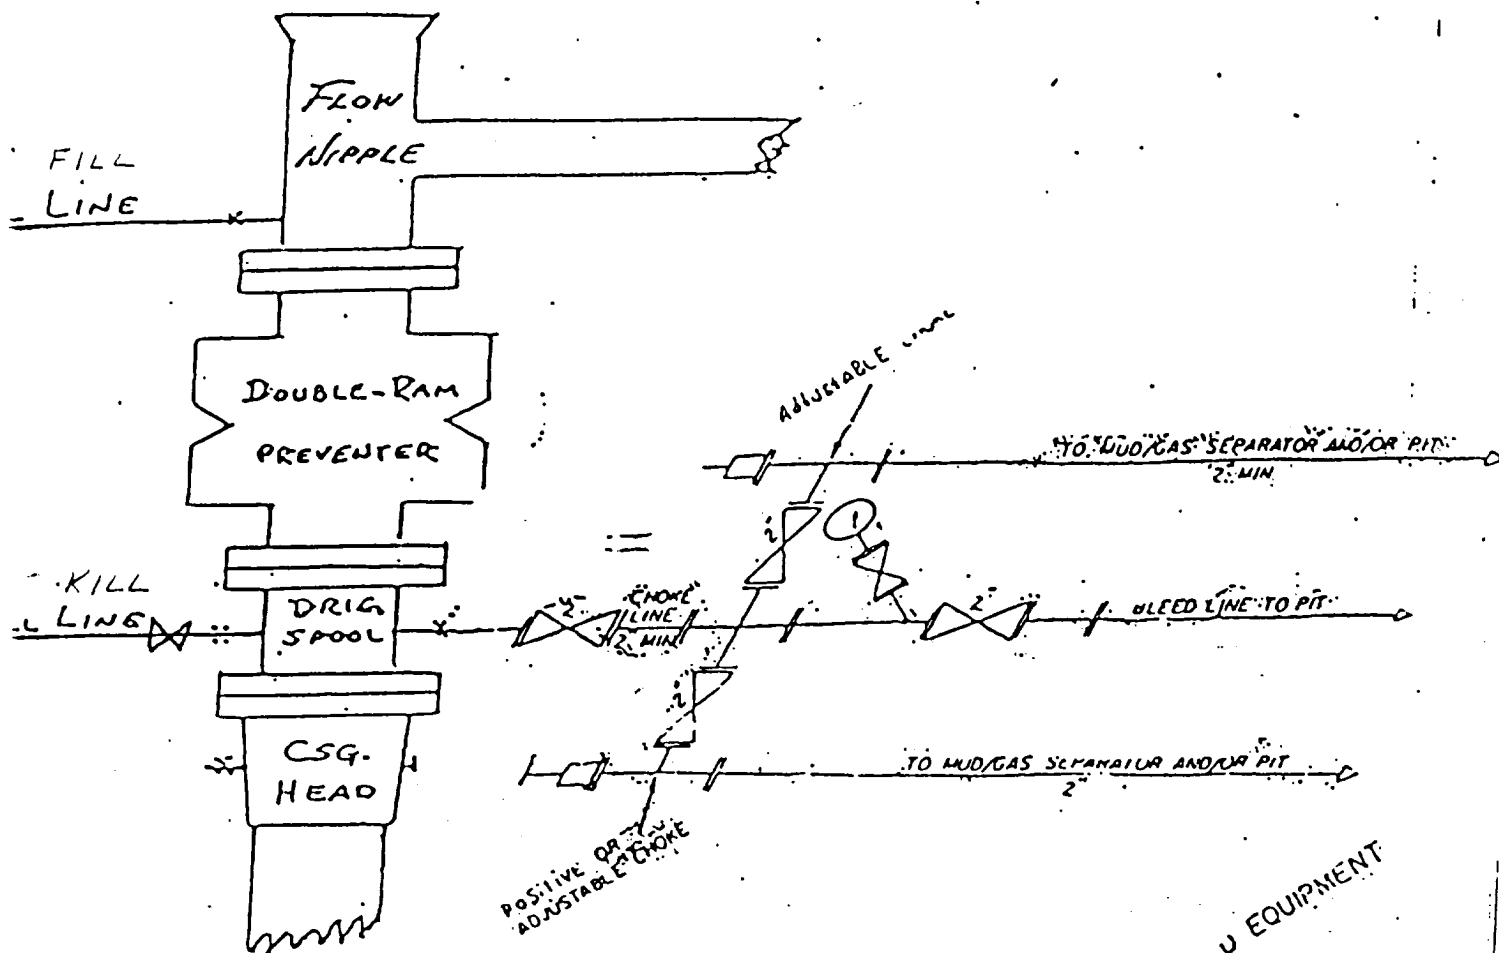 FLOW
NIPPLE
FILL
LINE
DOUBLE-RAM
PREVENTER
ADJUSTABLE
TO MUD/GAS SEPARATOR AND/OR PIT
2" MIN
2"
KILL
LINE
DRIG
SPOOL
2"
CHOKE
LINE
2" MIN
2"
BLEED LINE TO PIT
2"
CSG.
HEAD
TO MUD/GAS SEPARATOR AND/OR PIT
2"
POSITIVE OR
ADJUSTABLE CHOKE
U EQUIPMENT